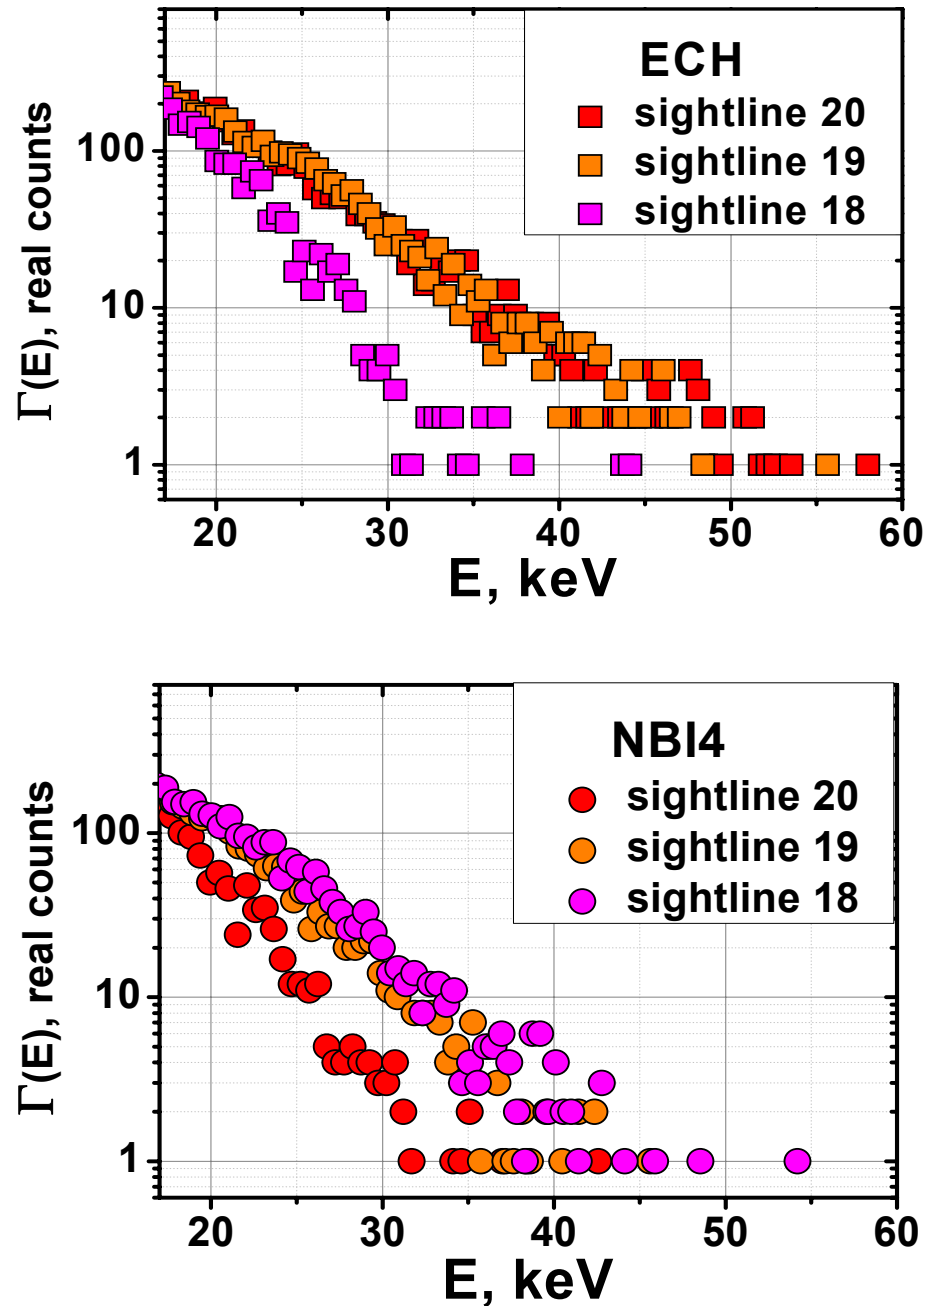 ECH
sightline 20
sightline 19
sightline 18
Γ(E), real counts
100
10
1
20 30 40 50 60
E, keV
NBI4
sightline 20
sightline 19
sightline 18
Γ(E), real counts
100
10
1
20 30 40 50 60
E, keV